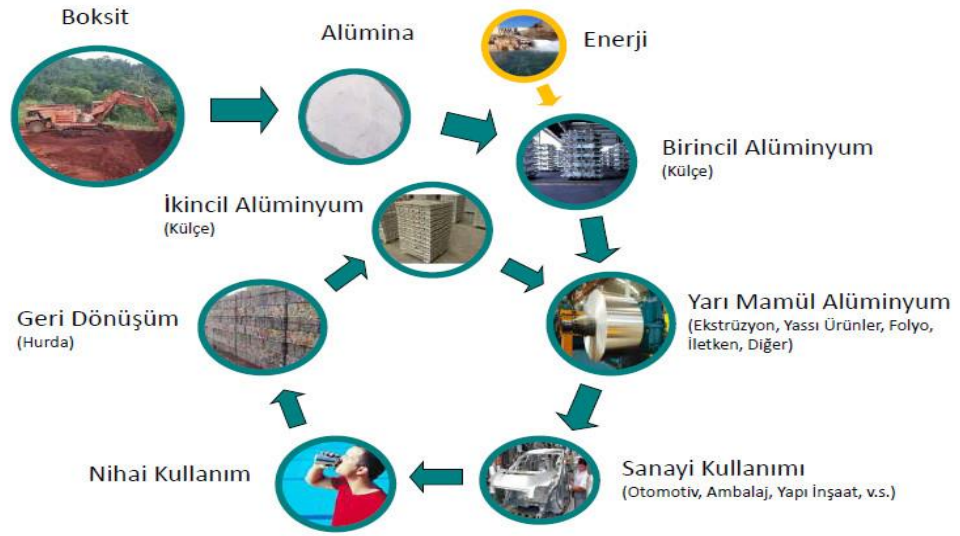 Boksit
Alümina
Enerji
Birincil Alüminyum
(Külçe)
İkincil Alüminyum
(Külçe)
Geri Dönüşüm
(Hurda)
Yarı Mamül Alüminyum
(Ekstrüzyon, Yassı Ürünler, Folyo,
İletken, Diğer)
Nihai Kullanım
Sanayi Kullanımı
(Otomotiv, Ambalaj, Yapı İnşaat, v.s.)